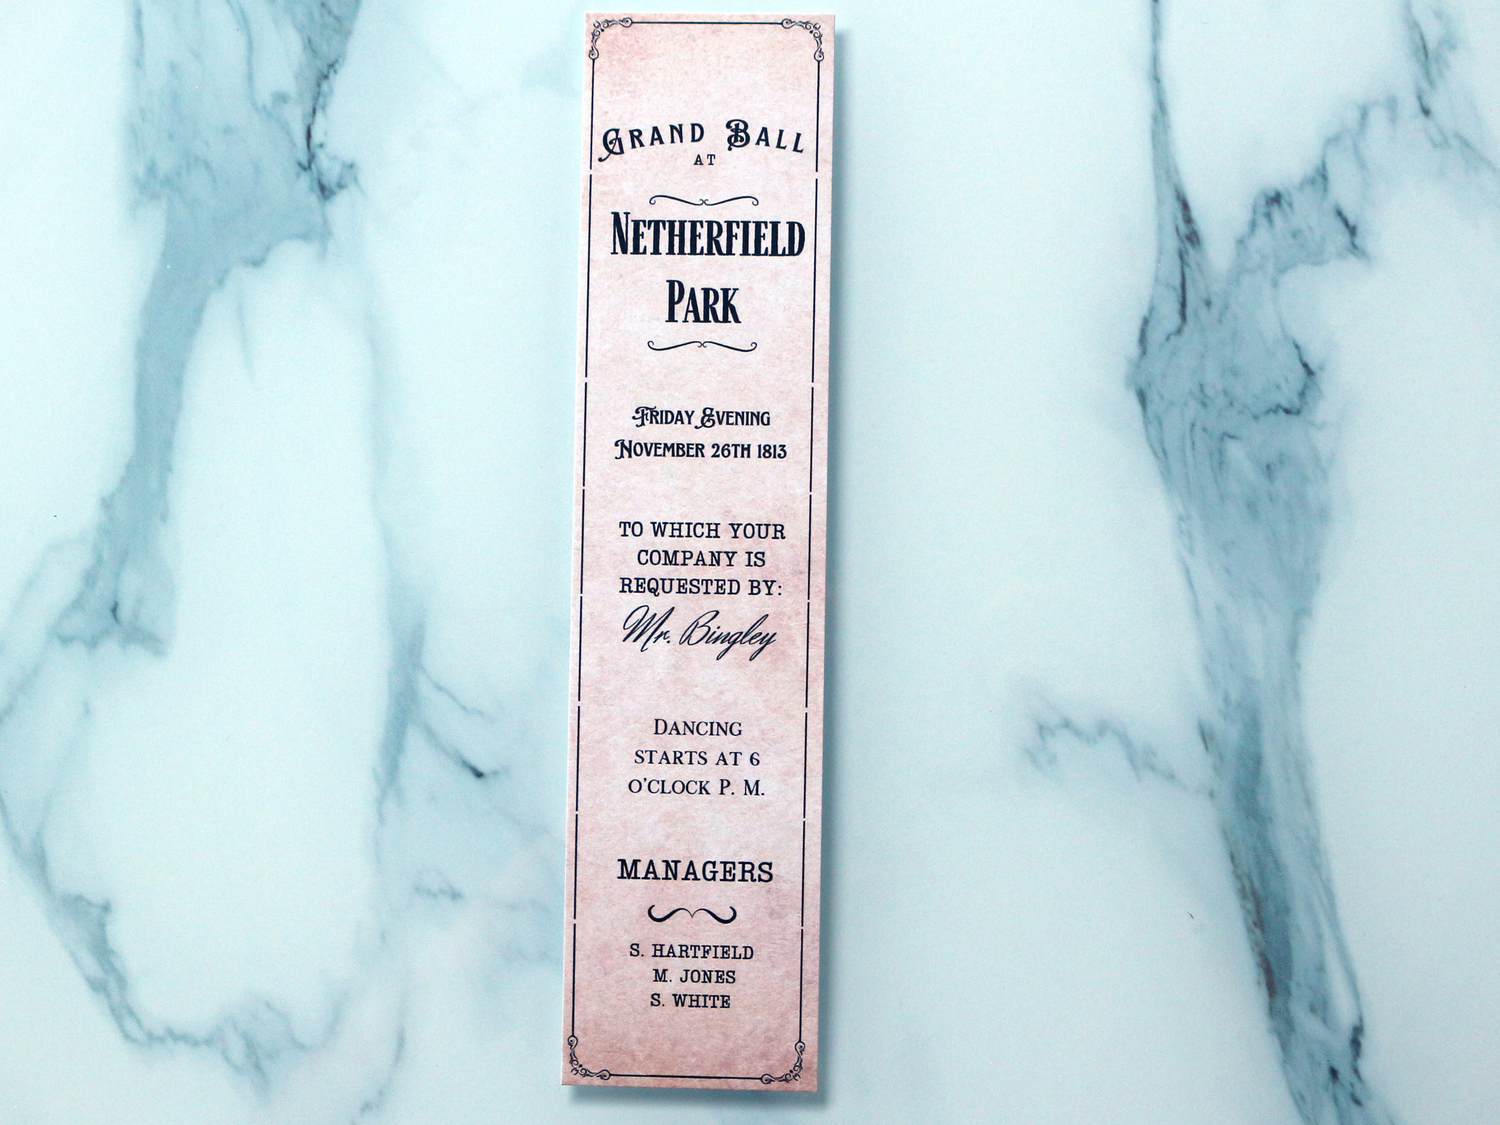 GRAND BALL
AT
NETHERFIELD
PARK
FRIDAY EVENING
NOVEMBER 26TH 1813
TO WHICH YOUR
COMPANY IS
REQUESTED BY:
Mr. Bingley
DANCING
STARTS AT 6
O'CLOCK P. M.
MANAGERS
S. HARTFIELD
M. JONES
S. WHITE